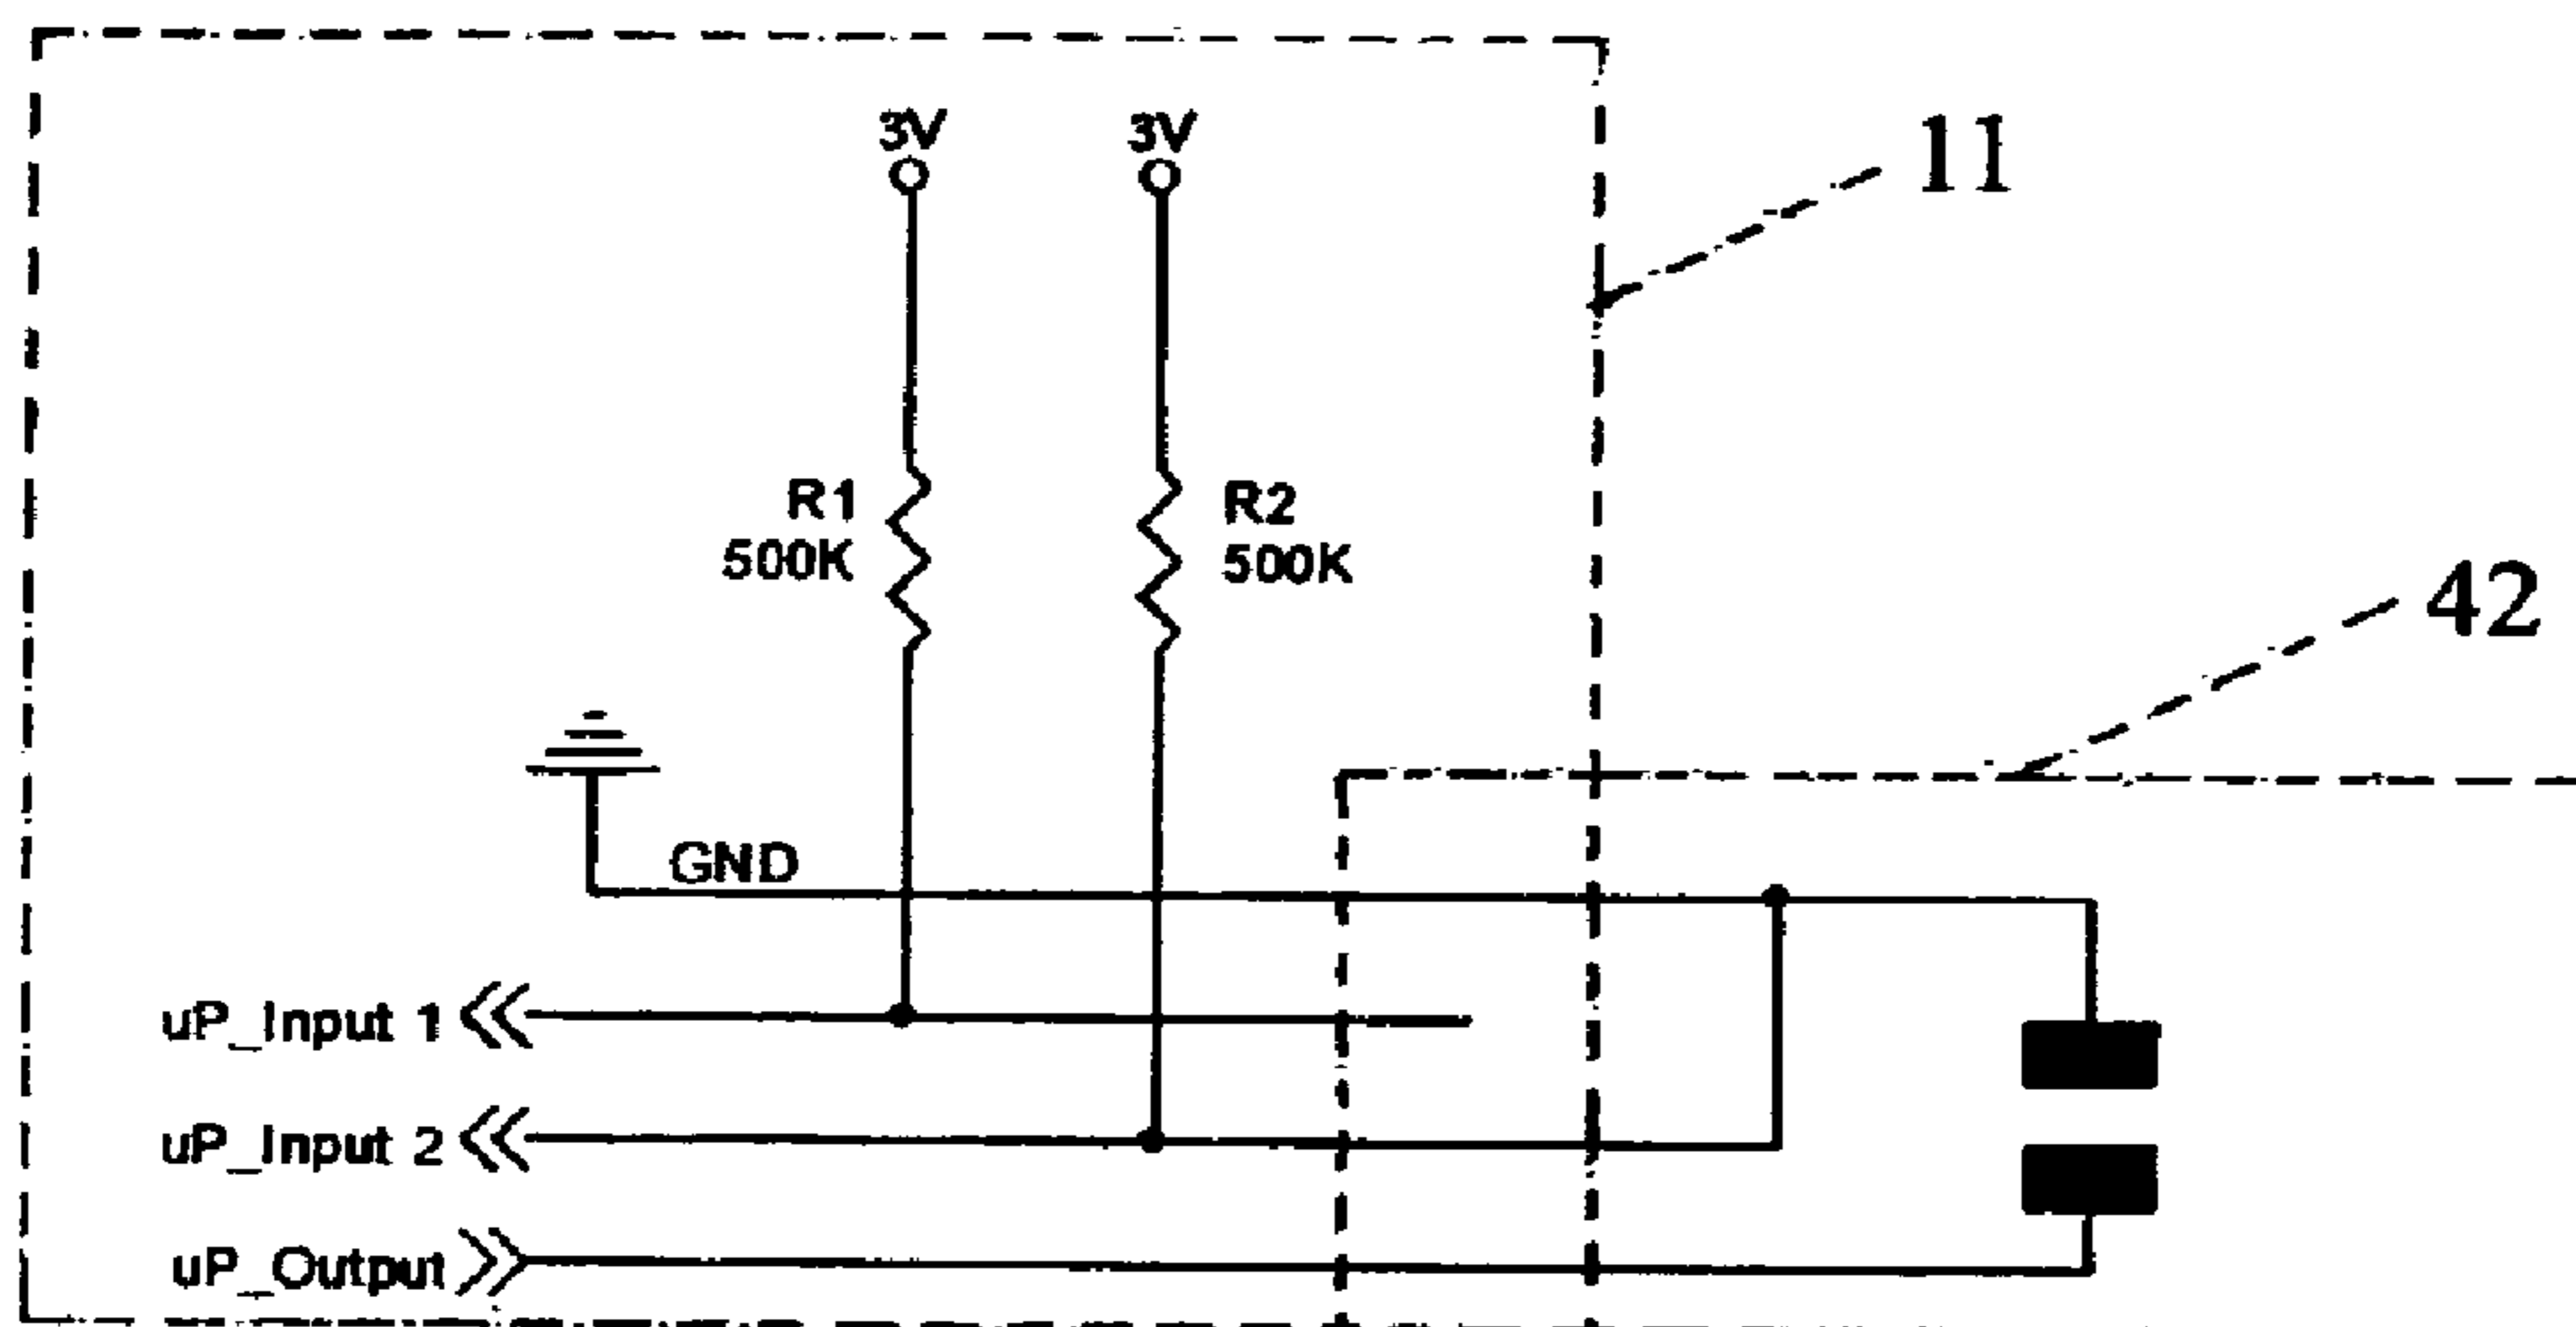 3V 3V
11
R1 R2
500K 500K
42
GND
uP_Input 1
uP_Input 2
uP_Output